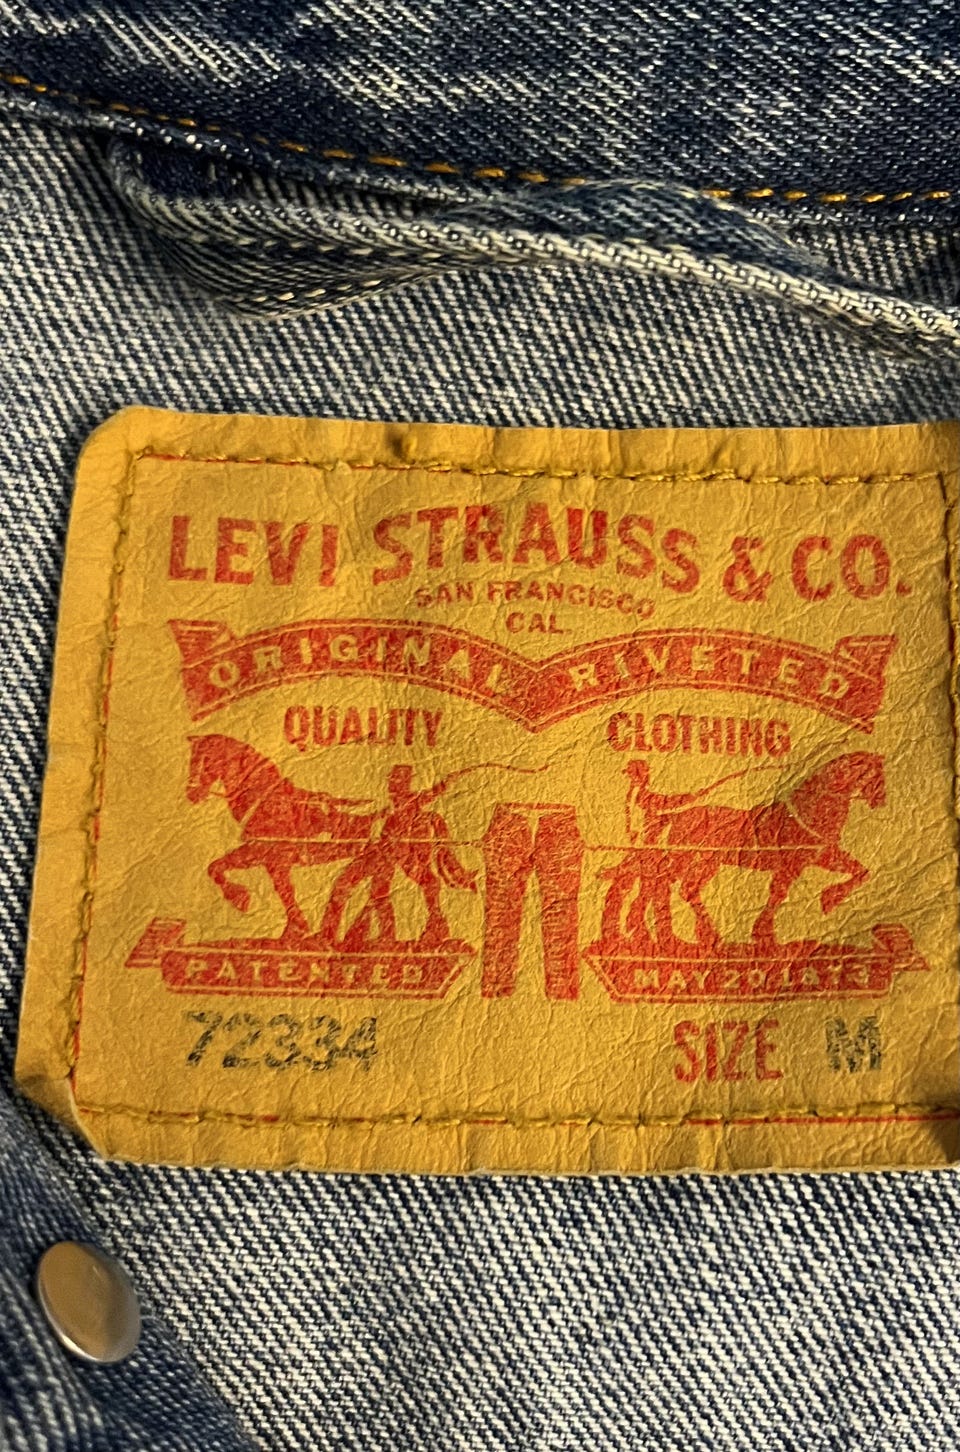 LEVI STRAUSS & CO.
SAN FRANCISCO
CAL.
ORIGINAL RIVETED
QUALITY CLOTHING
PATENTED MAY 20 1873
72334 SIZE M